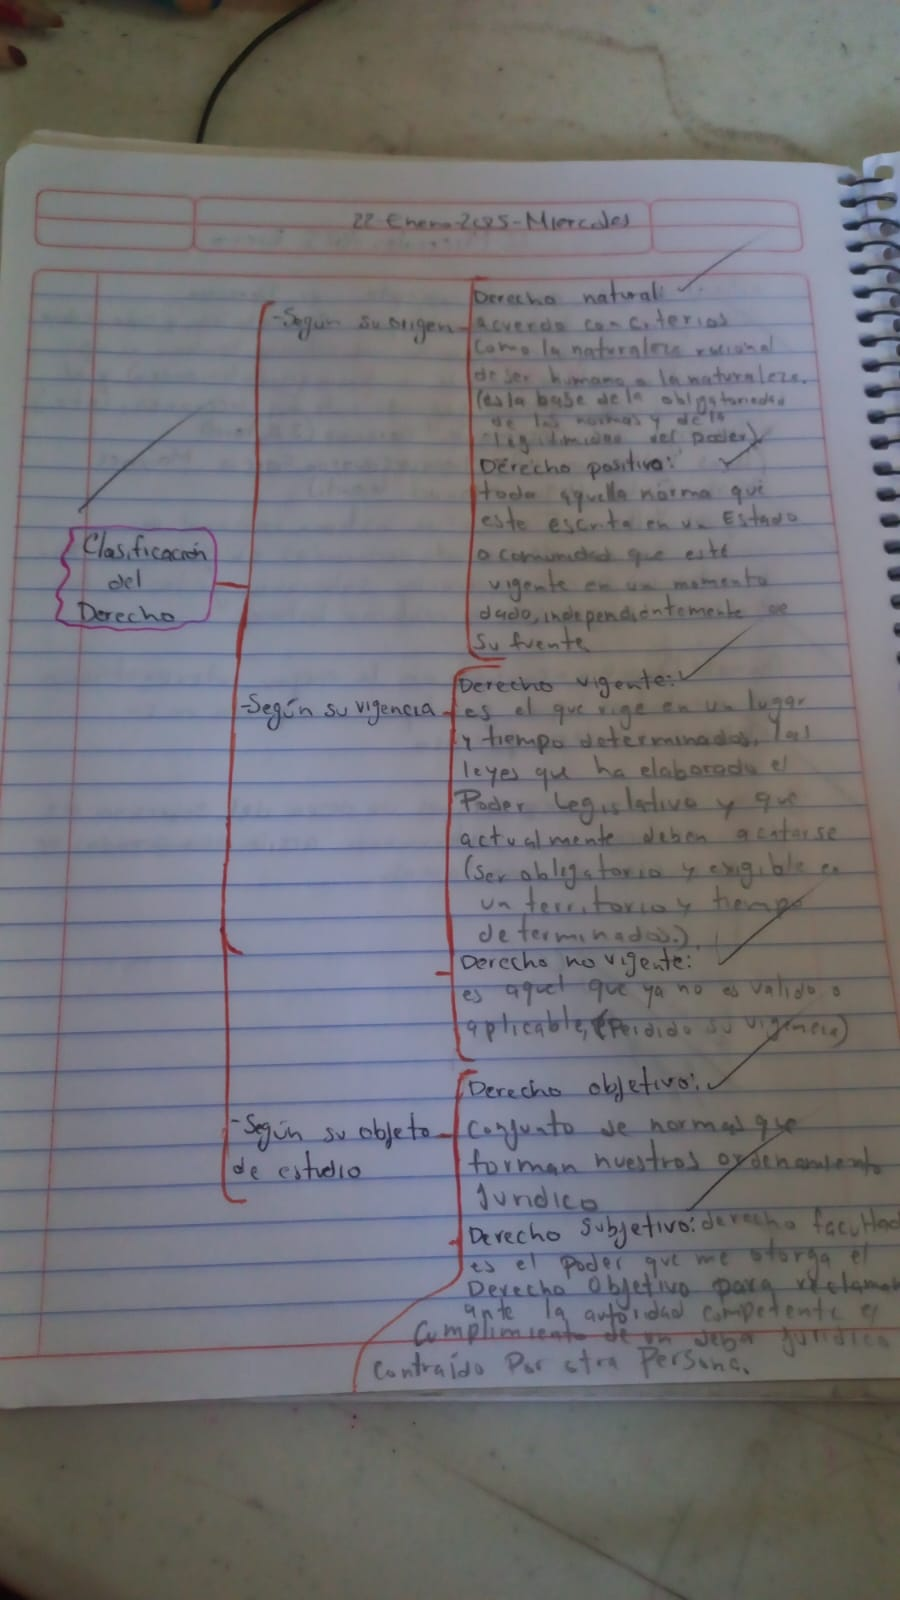 22-Enero-2025-Miercoles
Clasificación
del
Derecho
-Según su origen
Derecho natural:
acuerdo con criterios
como la naturaleza racional
de ser humano o la naturaleza.
(es la base de la obligatoriedad
de las normas y de la
legitimidad del poder)
Derecho positivo:
todo aquella norma que
este escrita en un Estado
o comunidad que esté
vigente en un momento
dado, independientemente de
su fuente
-Según su vigencia
Derecho vigente:
es el que rige en un lugar
y tiempo determinados, las
leyes que ha elaborado el
Poder Legislativo y que
actualmente deben acatarse
(ser obligatorio y exigible en
un territorio y tiempo
determinados.)
Derecho no vigente:
es aquel que ya no es valido o
aplicable, (Perdido su vigencia)
-Según su objeto
de estudio
Derecho objetivo:
conjunto de normas que
forman nuestros ordenamiento
Juridico
Derecho Subjetivo: derecho facultad
es el poder que me otorga el
Derecho Objetivo para reclamar
ante la autoridad competente el
Cumplimiento de un deber Juridico
contraído Por otra Persona.